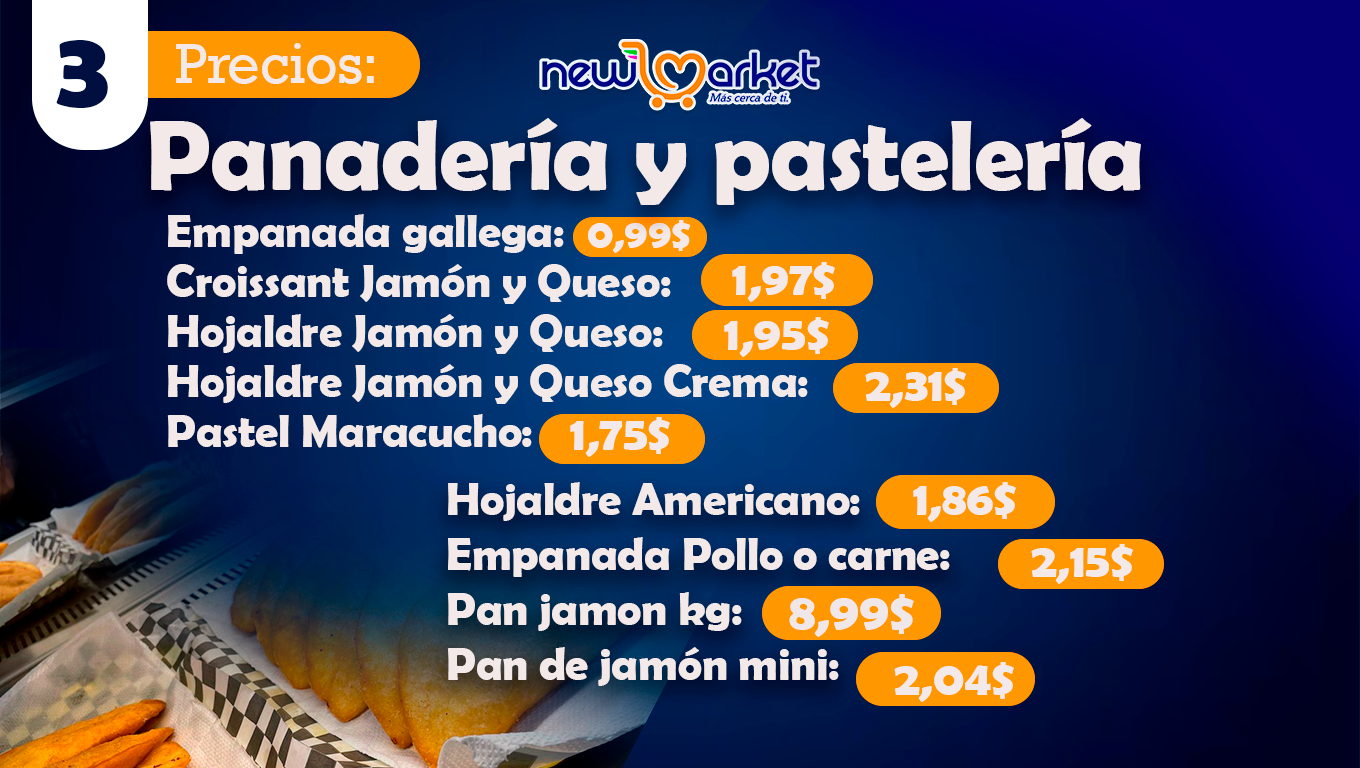 3
Precios:
new market
Más cerca de ti.
Panadería y pastelería
Empanada gallega: 0,99$
Croissant Jamón y Queso: 1,97$
Hojaldre Jamón y Queso: 1,95$
Hojaldre Jamón y Queso Crema: 2,31$
Pastel Maracucho: 1,75$
Hojaldre Americano: 1,86$
Empanada Pollo o carne: 2,15$
Pan jamon kg: 8,99$
Pan de jamón mini: 2,04$